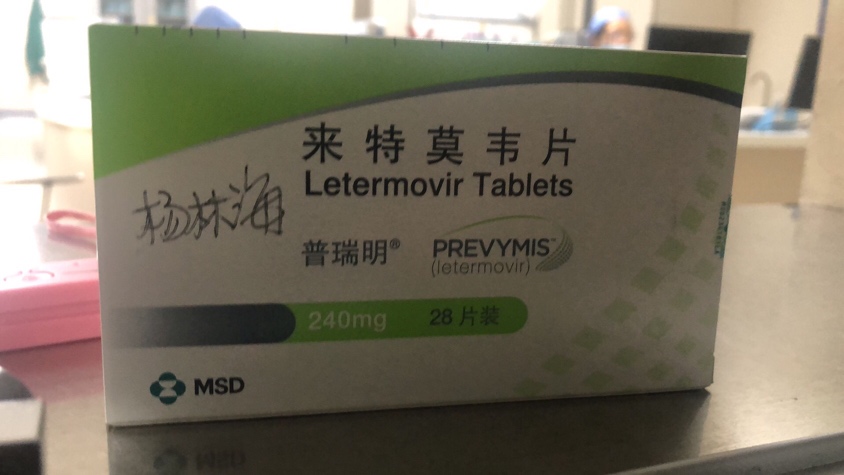 来特莫韦片
Letermovir Tablets
杨林海
普瑞明®
PREVYMIS™
(letermovir)
240mg 28片装
MSD